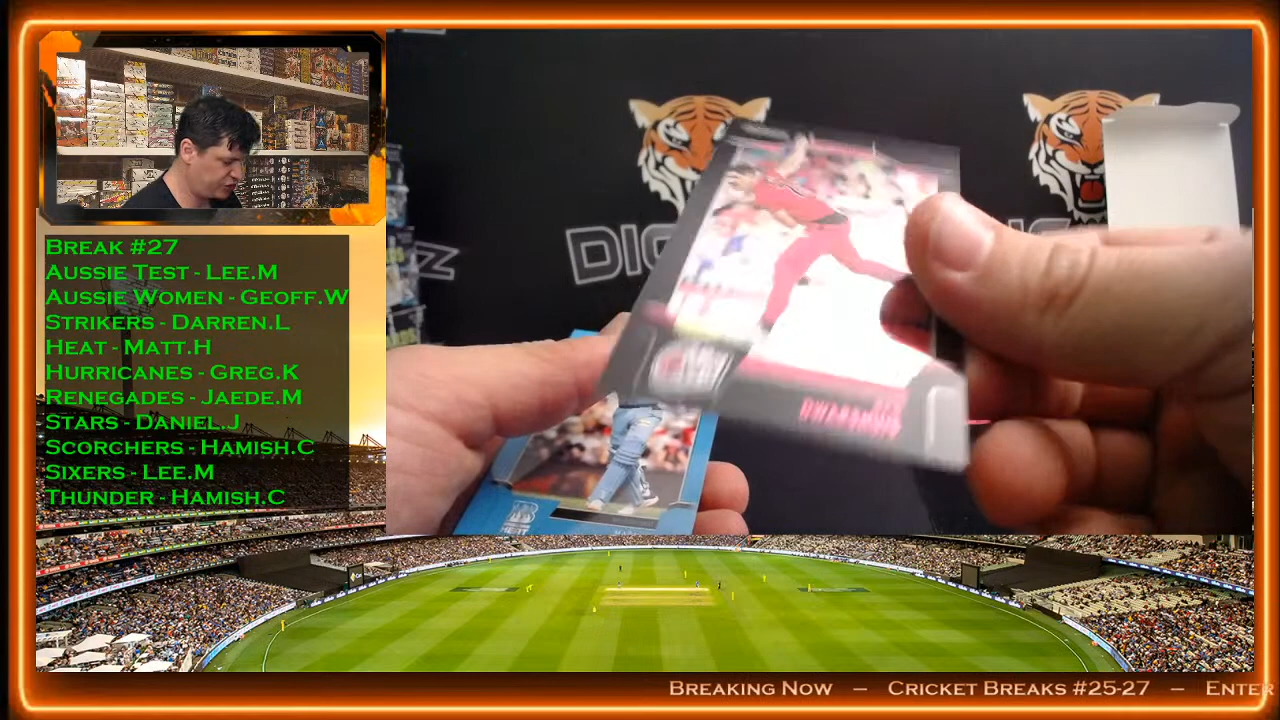 Break #27
Aussie Test - Lee.M
Aussie Women - Geoff.W
Strikers - Darren.L
Heat - Matt.H
Hurricanes - Greg.K
Renegades - Jaede.M
Stars - Daniel.J
Scorchers - Hamish.C
Sixers - Lee.M
Thunder - Hamish.C
Dwarshuis
Breaking Now – Cricket Breaks #25-27 – Enter